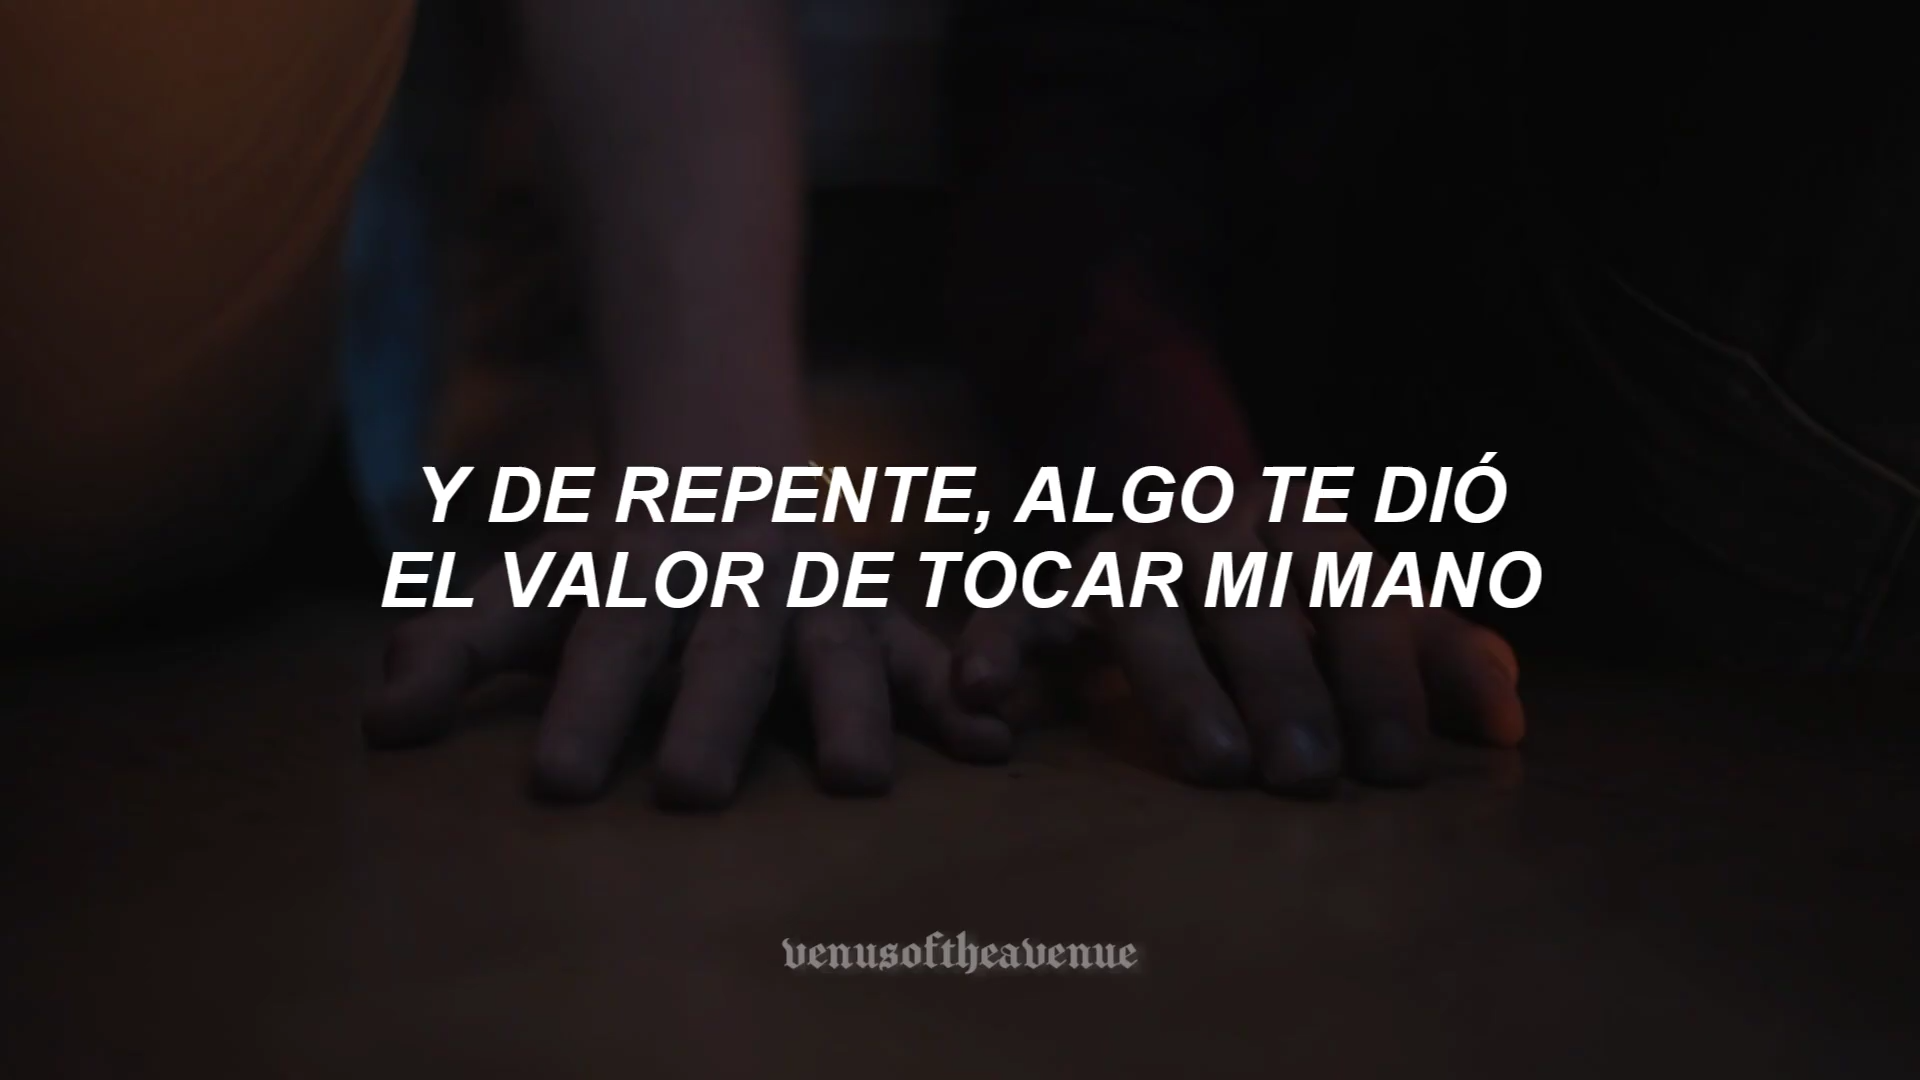 Y DE REPENTE, ALGO TE DIÓ
EL VALOR DE TOCAR MI MANO
venusoftheavenue